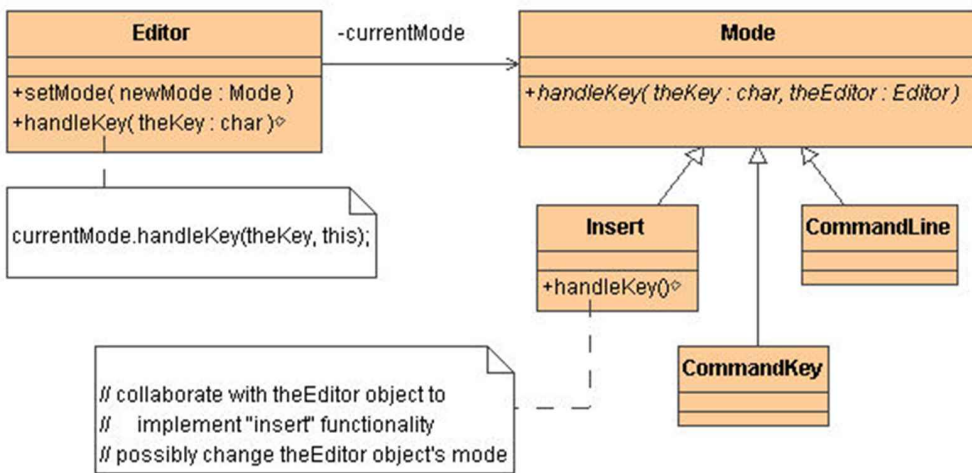 Editor
+setMode( newMode : Mode )
+handleKey( theKey : char )
-currentMode
Mode
+handleKey( theKey : char, theEditor : Editor )
currentMode.handleKey(theKey, this);
Insert
+handleKey()
CommandLine
CommandKey
// collaborate with theEditor object to
// implement "insert" functionality
// possibly change theEditor object's mode